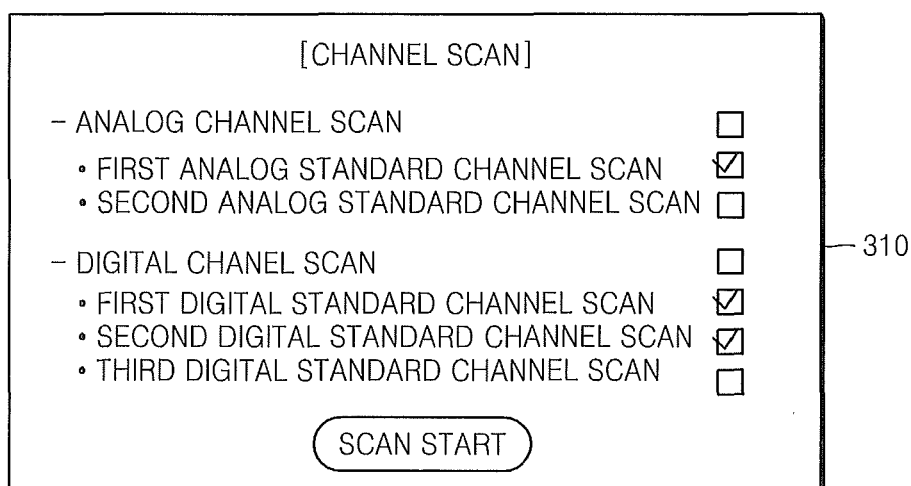 [CHANNEL SCAN]
– ANALOG CHANNEL SCAN
• FIRST ANALOG STANDARD CHANNEL SCAN
• SECOND ANALOG STANDARD CHANNEL SCAN
– DIGITAL CHANEL SCAN
• FIRST DIGITAL STANDARD CHANNEL SCAN
• SECOND DIGITAL STANDARD CHANNEL SCAN
• THIRD DIGITAL STANDARD CHANNEL SCAN
SCAN START
310